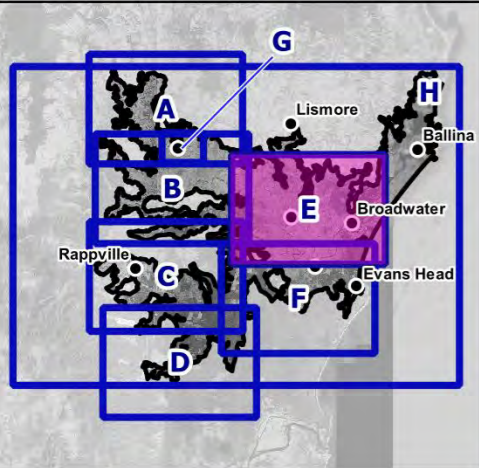 G
A
H
Lismore
Ballina
B
E
Broadwater
Rappville
C
Evans Head
F
D